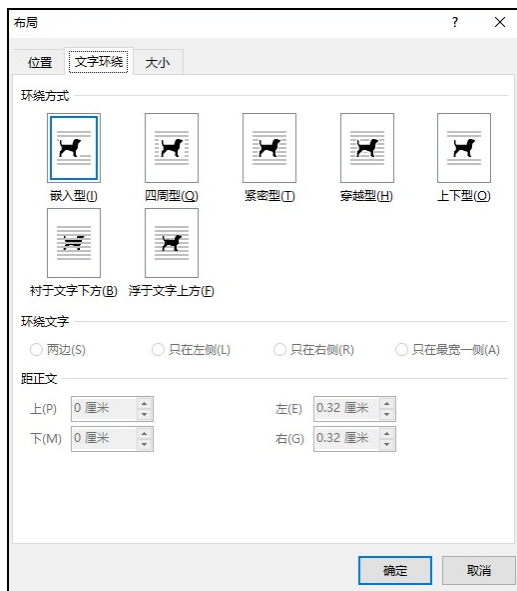 布局 ? ×
位置 文字环绕 大小
环绕方式
嵌入型(I) 四周型(Q) 紧密型(T) 穿越型(H) 上下型(O)
衬于文字下方(B) 浮于文字上方(F)
环绕文字
两边(S) 只在左侧(L) 只在右侧(R) 只在最宽一侧(A)
距正文
上(P) 0 厘米 左(E) 0.32 厘米
下(M) 0 厘米 右(G) 0.32 厘米
确定 取消